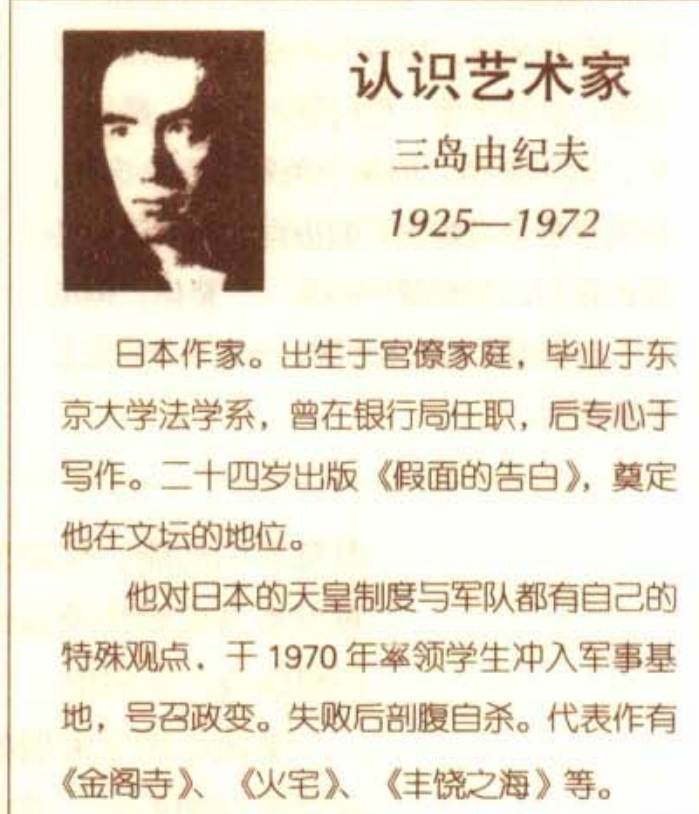 认识艺术家
三岛由纪夫
1925—1972
日本作家。出生于官僚家庭，毕业于东
京大学法学系，曾在银行局任职，后专心于
写作。二十四岁出版《假面的告白》，奠定
他在文坛的地位。
他对日本的天皇制度与军队都有自己的
特殊观点．于 1970 年率领学生冲入军事基
地，号召政变。失败后剖腹自杀。代表作有
《金阁寺》、《火宅》、《丰饶之海》等。